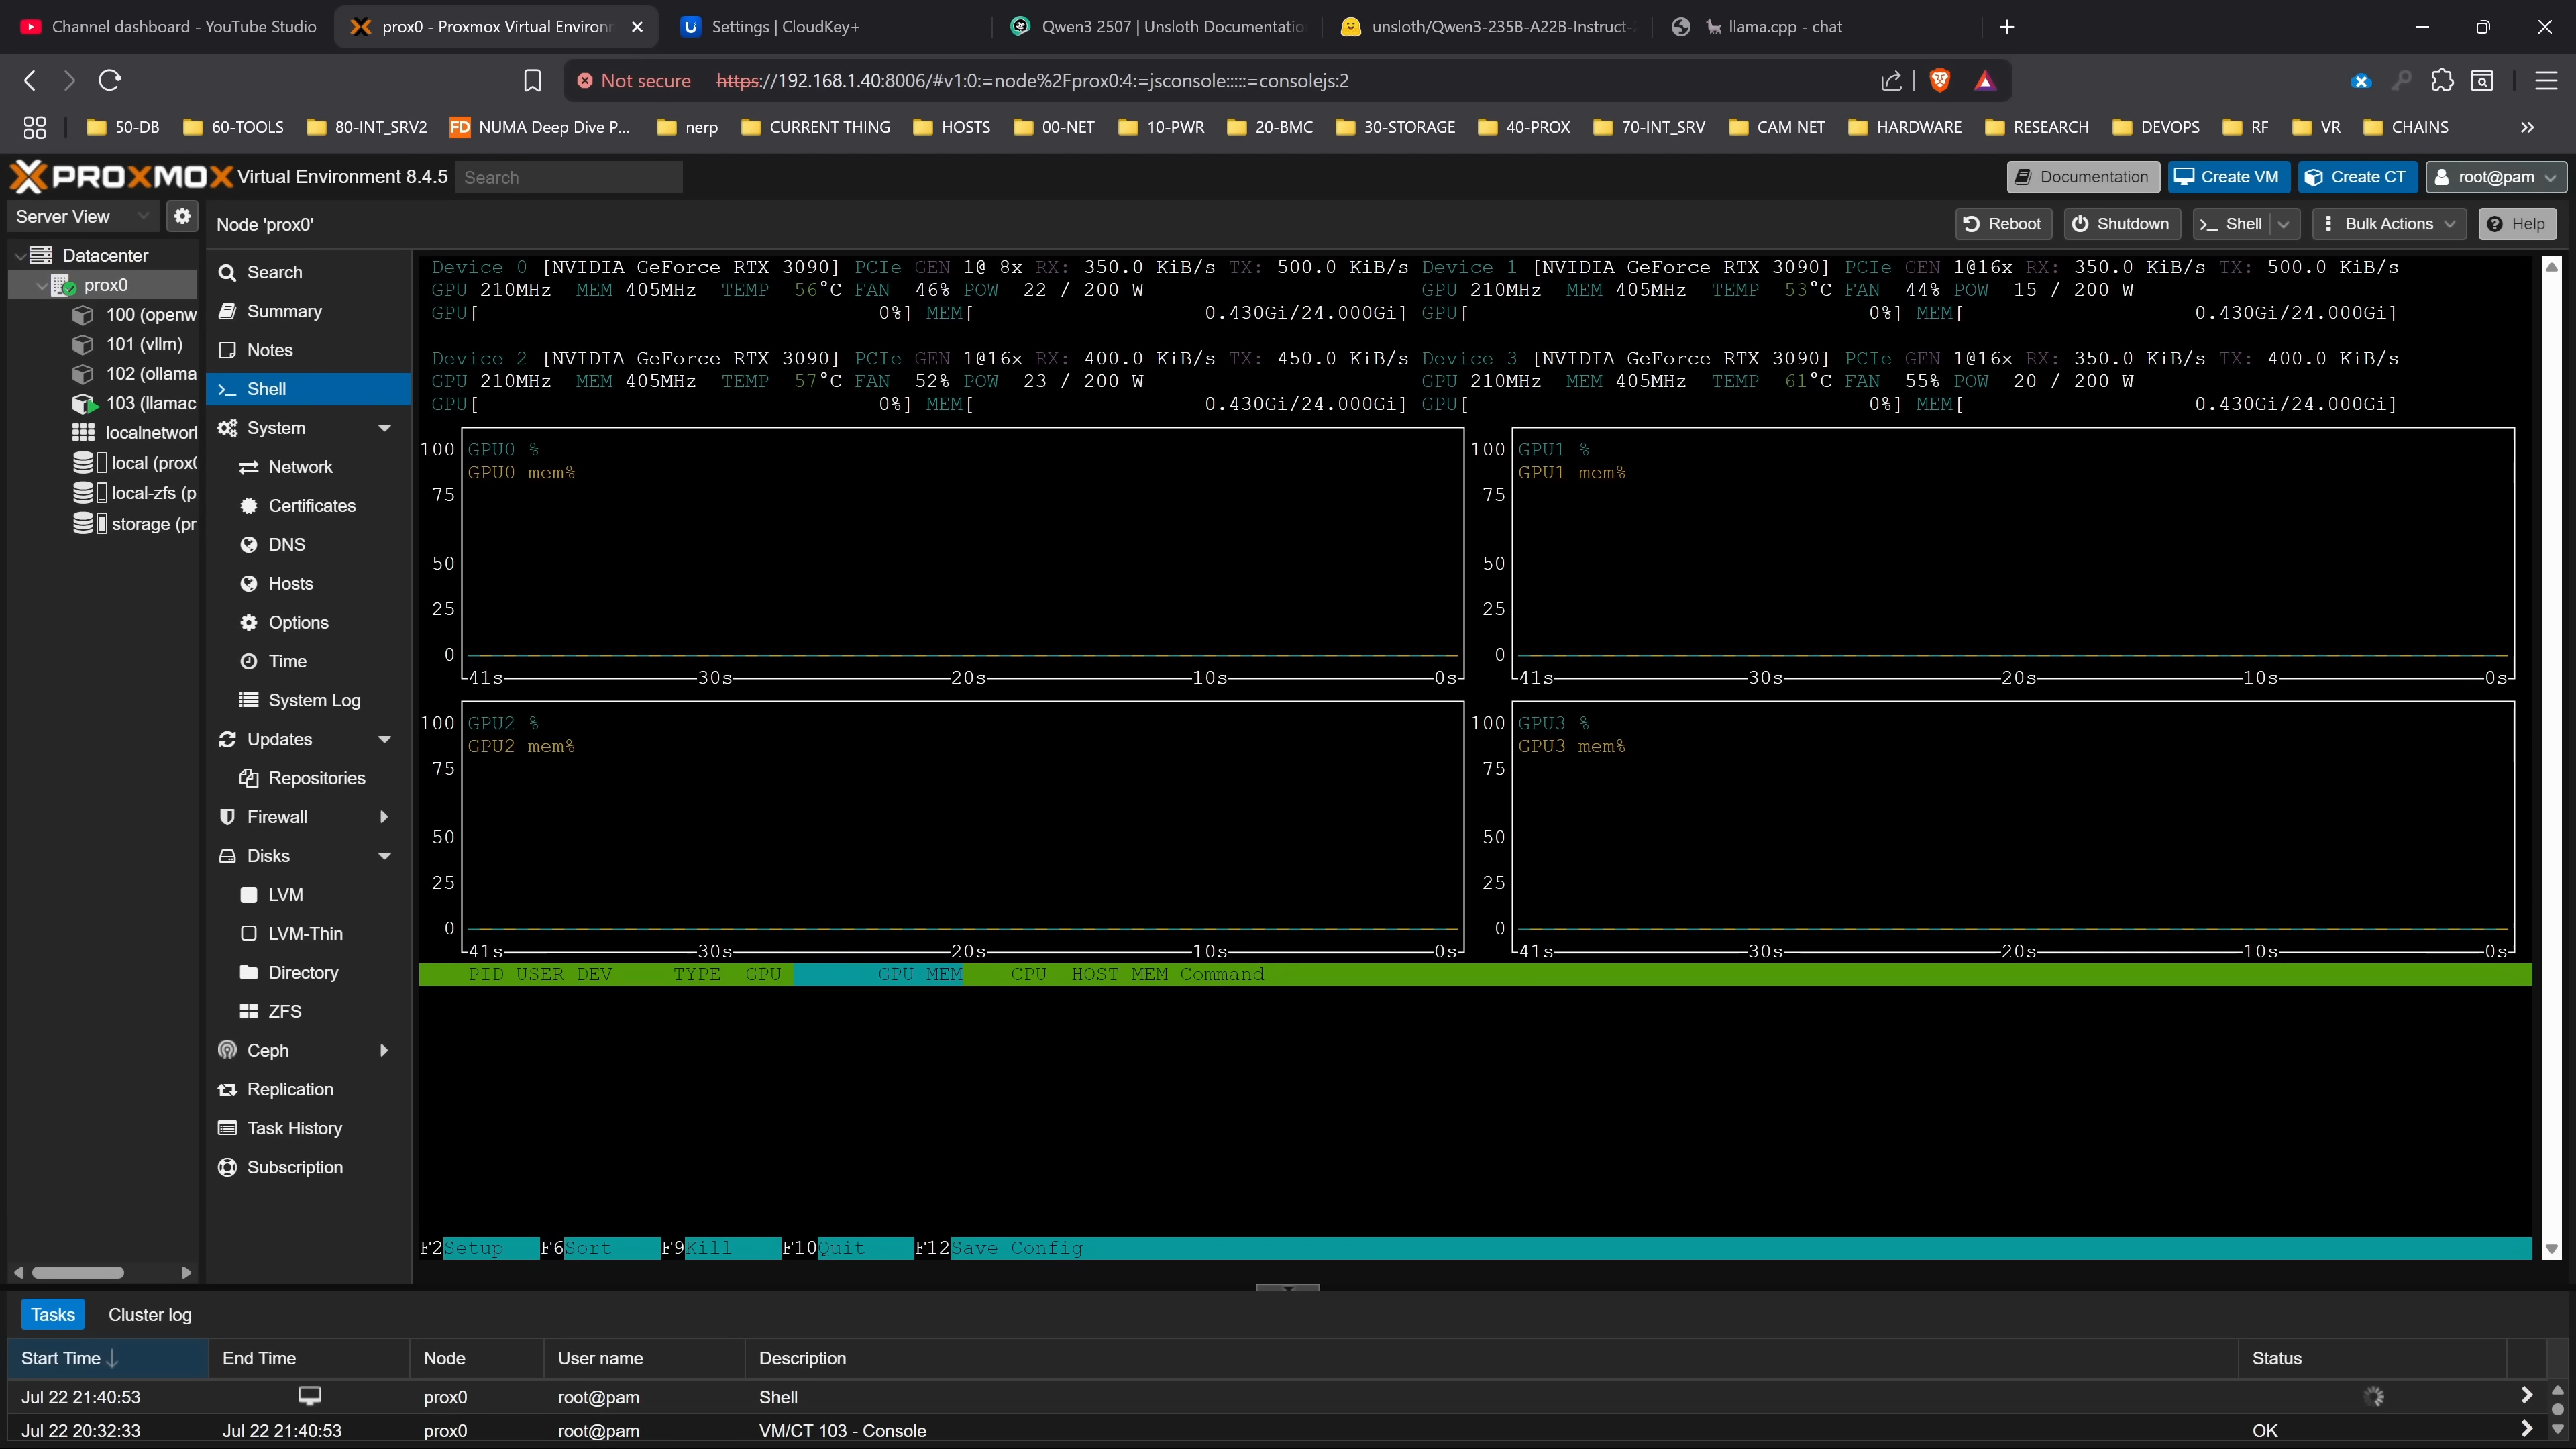 Channel dashboard - YouTube Studio
prox0 - Proxmox Virtual Environ
Settings | CloudKey+
Qwen3 2507 | Unsloth Documentatio
unsloth/Qwen3-235B-A22B-Instruct-
llama.cpp - chat
Not secure https://192.168.1.40:8006/#v1:0:=node%2Fprox0:4:=jsconsole:::::=consolejs:2
50-DB 60-TOOLS 80-INT_SRV2 FD NUMA Deep Dive P... nerp CURRENT THING HOSTS 00-NET 10-PWR 20-BMC 30-STORAGE 40-PROX 70-INT_SRV CAM NET HARDWARE RESEARCH DEVOPS RF VR CHAINS »
PROXMOX Virtual Environment 8.4.5 Search Documentation Create VM Create CT root@pam
Server View
Node 'prox0' Reboot Shutdown Shell Bulk Actions Help
Datacenter
prox0
100 (openw
101 (vllm)
102 (ollama
103 (llamac
localnetworl
local (prox0
local-zfs (p
storage (pr
Search
Summary
Notes
Shell
System
Network
Certificates
DNS
Hosts
Options
Time
System Log
Updates
Repositories
Firewall
Disks
LVM
LVM-Thin
Directory
ZFS
Ceph
Replication
Task History
Subscription
Device 0 [NVIDIA GeForce RTX 3090] PCIe GEN 1@ 8x RX: 350.0 KiB/s TX: 500.0 KiB/s Device 1 [NVIDIA GeForce RTX 3090] PCIe GEN 1@16x RX: 350.0 KiB/s TX: 500.0 KiB/s
GPU 210MHz MEM 405MHz TEMP 56°C FAN 46% POW 22 / 200 W GPU 210MHz MEM 405MHz TEMP 53°C FAN 44% POW 15 / 200 W
GPU[ 0%] MEM[ 0.430Gi/24.000Gi] GPU[ 0%] MEM[ 0.430Gi/24.000Gi]
Device 2 [NVIDIA GeForce RTX 3090] PCIe GEN 1@16x RX: 400.0 KiB/s TX: 450.0 KiB/s Device 3 [NVIDIA GeForce RTX 3090] PCIe GEN 1@16x RX: 350.0 KiB/s TX: 400.0 KiB/s
GPU 210MHz MEM 405MHz TEMP 57°C FAN 52% POW 23 / 200 W GPU 210MHz MEM 405MHz TEMP 61°C FAN 55% POW 20 / 200 W
GPU[ 0%] MEM[ 0.430Gi/24.000Gi] GPU[ 0%] MEM[ 0.430Gi/24.000Gi]
100 GPU0 % 100 GPU1 %
GPU0 mem% GPU1 mem%
75 75
50 50
25 25
0 0
41s 30s 20s 10s 0s 41s 30s 20s 10s 0s
100 GPU2 % 100 GPU3 %
GPU2 mem% GPU3 mem%
75 75
50 50
25 25
0 0
41s 30s 20s 10s 0s 41s 30s 20s 10s 0s
PID USER DEV TYPE GPU GPU MEM CPU HOST MEM Command
F2Setup F6Sort F9Kill F10Quit F12Save Config
Tasks Cluster log
Start Time End Time Node User name Description Status
Jul 22 21:40:53 prox0 root@pam Shell
Jul 22 20:32:33 Jul 22 21:40:53 prox0 root@pam VM/CT 103 - Console OK